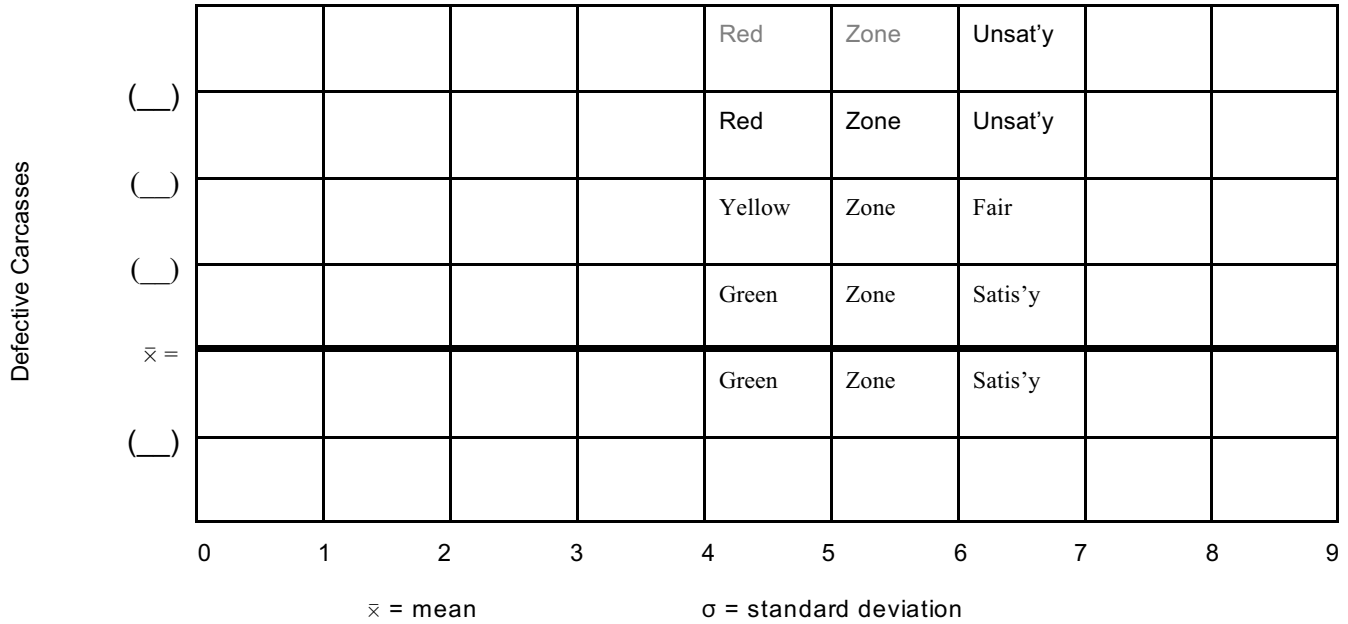 Red Zone Unsat’y
(__)
Red Zone Unsat’y
(__)
Yellow Zone Fair
(__)
Green Zone Satis’y
x̄ =
Green Zone Satis’y
(__)
Defective Carcasses
0 1 2 3 4 5 6 7 8 9
x̄ = mean σ = standard deviation